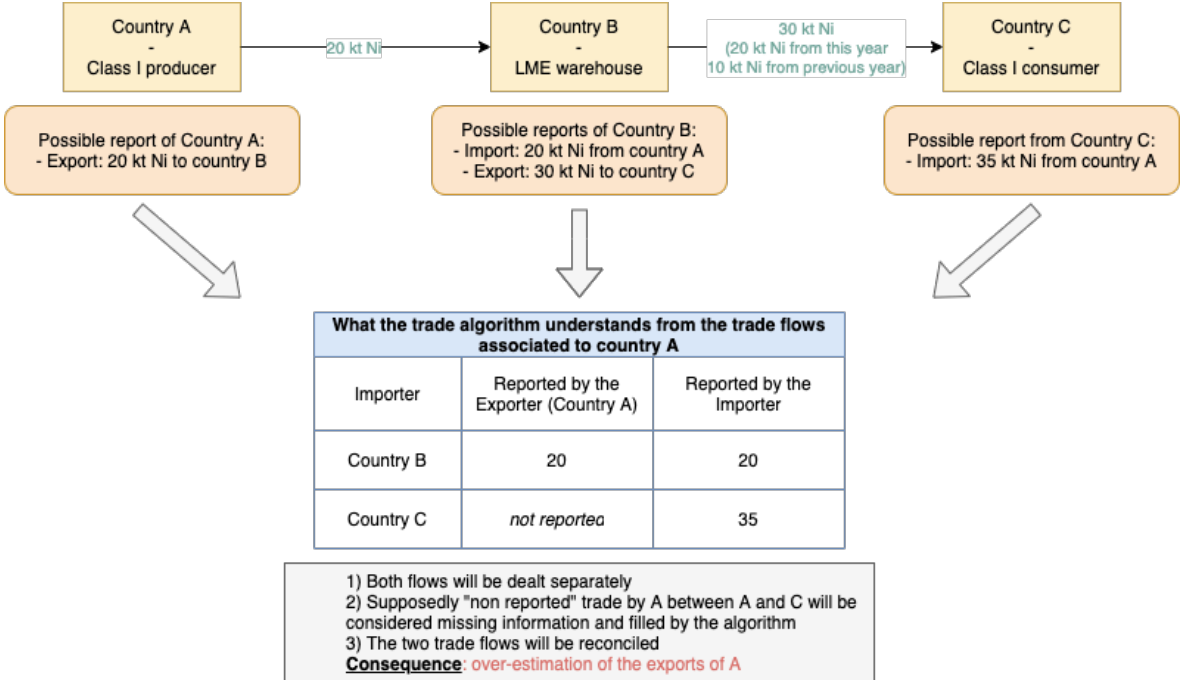 Country A
-
Class I producer
20 kt Ni
Country B
-
LME warehouse
30 kt Ni
(20 kt Ni from this year
10 kt Ni from previous year)
Country C
-
Class I consumer
Possible report of Country A:
- Export: 20 kt Ni to country B
Possible reports of Country B:
- Import: 20 kt Ni from country A
- Export: 30 kt Ni to country C
Possible report from Country C:
- Import: 35 kt Ni from country A
What the trade algorithm understands from the trade flows
associated to country A
Importer
Reported by the
Exporter (Country A)
Reported by the
Importer
Country B
20
20
Country C
not reported
35
1) Both flows will be dealt separately
2) Supposedly "non reported" trade by A between A and C will be
considered missing information and filled by the algorithm
3) The two trade flows will be reconciled
Consequence: over-estimation of the exports of A